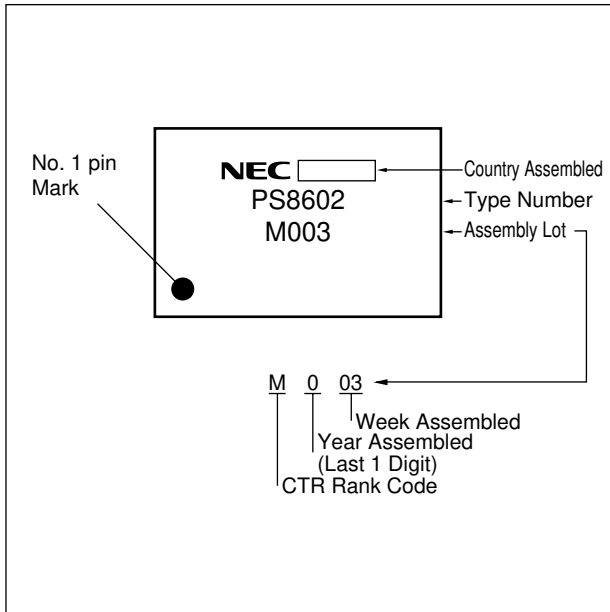 No. 1 pin
Mark
NEC
Country Assembled
PS8602
Type Number
M003
Assembly Lot
M 0 03
Week Assembled
Year Assembled
(Last 1 Digit)
CTR Rank Code